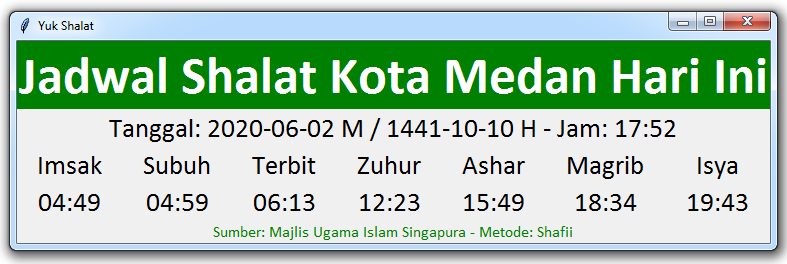 Yuk Shalat
Jadwal Shalat Kota Medan Hari Ini
Tanggal: 2020-06-02 M / 1441-10-10 H - Jam: 17:52
Imsak Subuh Terbit Zuhur Ashar Magrib Isya
04:49 04:59 06:13 12:23 15:49 18:34 19:43
Sumber: Majlis Ugama Islam Singapura - Metode: Shafii